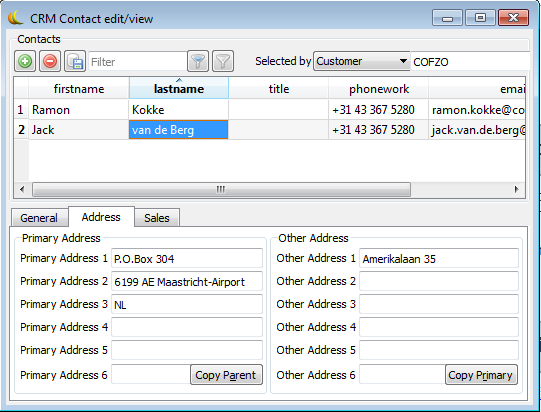 CRM Contact edit/view
Contacts
Filter Selected by Customer COFZO
firstname lastname title phonework emai
1 Ramon Kokke +31 43 367 5280 ramon.kokke@co
2 Jack van de Berg +31 43 367 5280 jack.van.de.berg@
General Address Sales
Primary Address Other Address
Primary Address 1 P.O.Box 304 Other Address 1 Amerikalaan 35
Primary Address 2 6199 AE Maastricht-Airport Other Address 2
Primary Address 3 NL Other Address 3
Primary Address 4 Other Address 4
Primary Address 5 Other Address 5
Primary Address 6 Copy Parent Other Address 6 Copy Primary